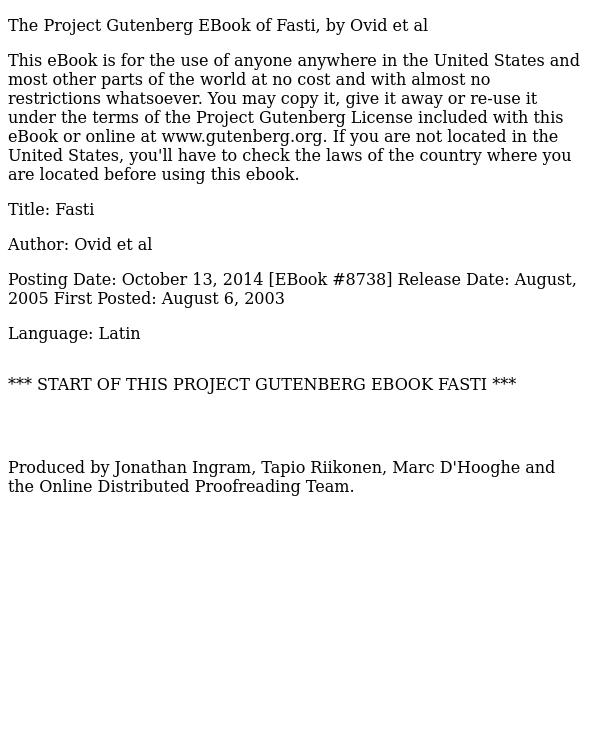 The Project Gutenberg EBook of Fasti, by Ovid et al
This eBook is for the use of anyone anywhere in the United States and
most other parts of the world at no cost and with almost no
restrictions whatsoever. You may copy it, give it away or re-use it
under the terms of the Project Gutenberg License included with this
eBook or online at www.gutenberg.org. If you are not located in the
United States, you'll have to check the laws of the country where you
are located before using this ebook.
Title: Fasti
Author: Ovid et al
Posting Date: October 13, 2014 [EBook #8738] Release Date: August,
2005 First Posted: August 6, 2003
Language: Latin
*** START OF THIS PROJECT GUTENBERG EBOOK FASTI ***
Produced by Jonathan Ingram, Tapio Riikonen, Marc D'Hooghe and
the Online Distributed Proofreading Team.